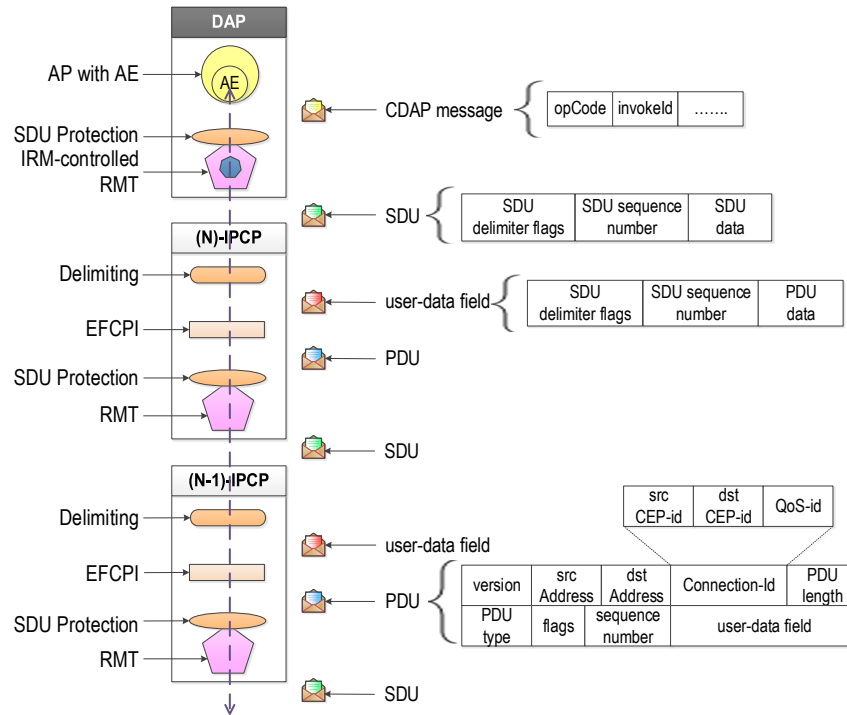 DAP
AP with AE
AE
SDU Protection
IRM-controlled
RMT
CDAP message
opCode
invokeId
.......
SDU
SDU
delimiter flags
SDU sequence
number
SDU
data
(N)-IPCP
Delimiting
EFCPI
SDU Protection
RMT
user-data field
SDU
delimiter flags
SDU sequence
number
PDU
data
PDU
SDU
(N-1)-IPCP
Delimiting
EFCPI
SDU Protection
RMT
user-data field
PDU
src
CEP-id
dst
CEP-id
QoS-id
version
src
Address
dst
Address
Connection-Id
PDU
length
PDU
type
flags
sequence
number
user-data field
SDU